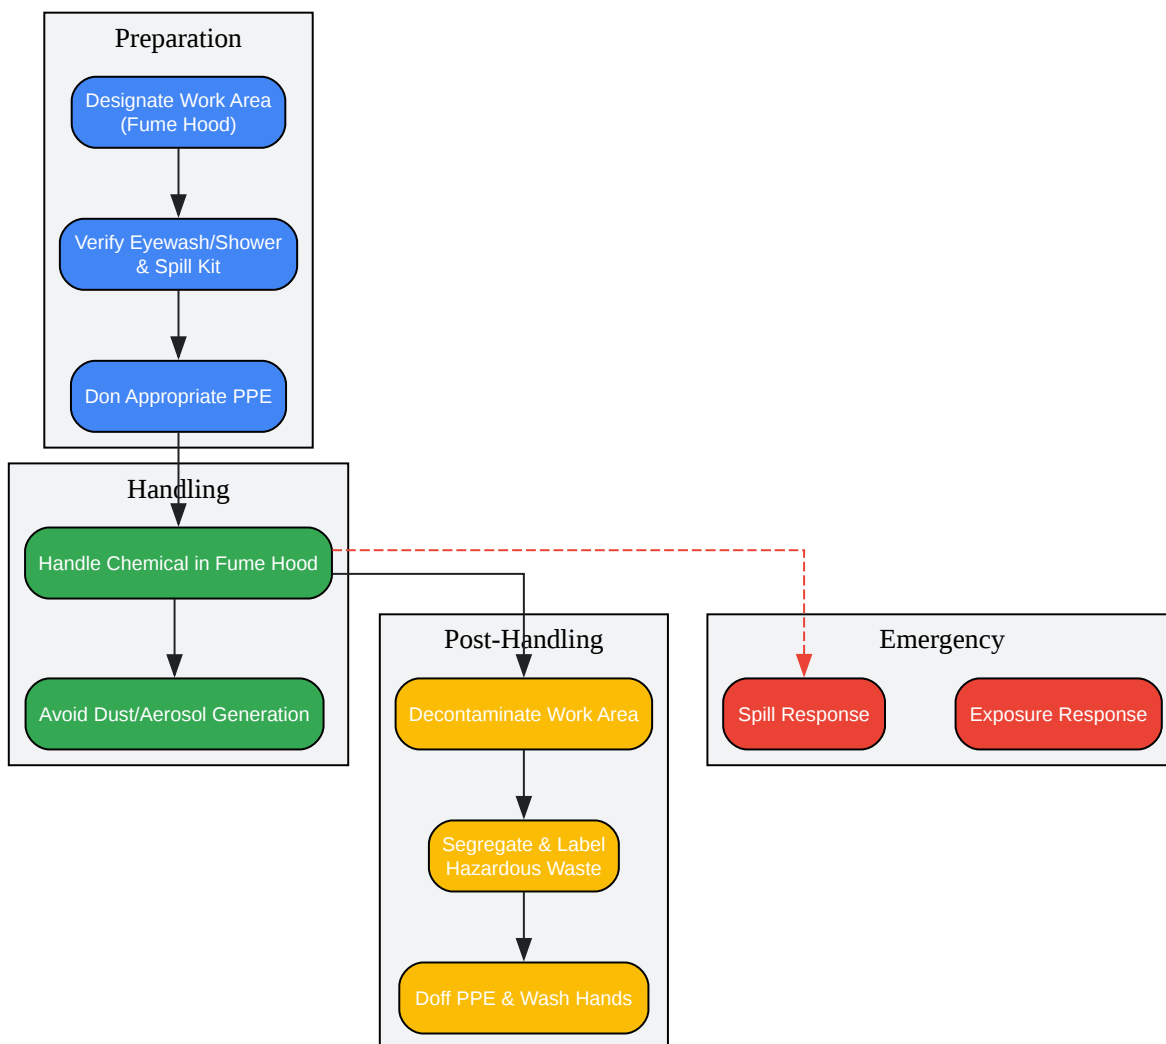 Preparation
Designate Work Area
(Fume Hood)
Verify Eyewash/Shower
& Spill Kit
Don Appropriate PPE
Handling
Handle Chemical in Fume Hood
Avoid Dust/Aerosol Generation
Post-Handling
Decontaminate Work Area
Segregate & Label
Hazardous Waste
Doff PPE & Wash Hands
Emergency
Spill Response
Exposure Response